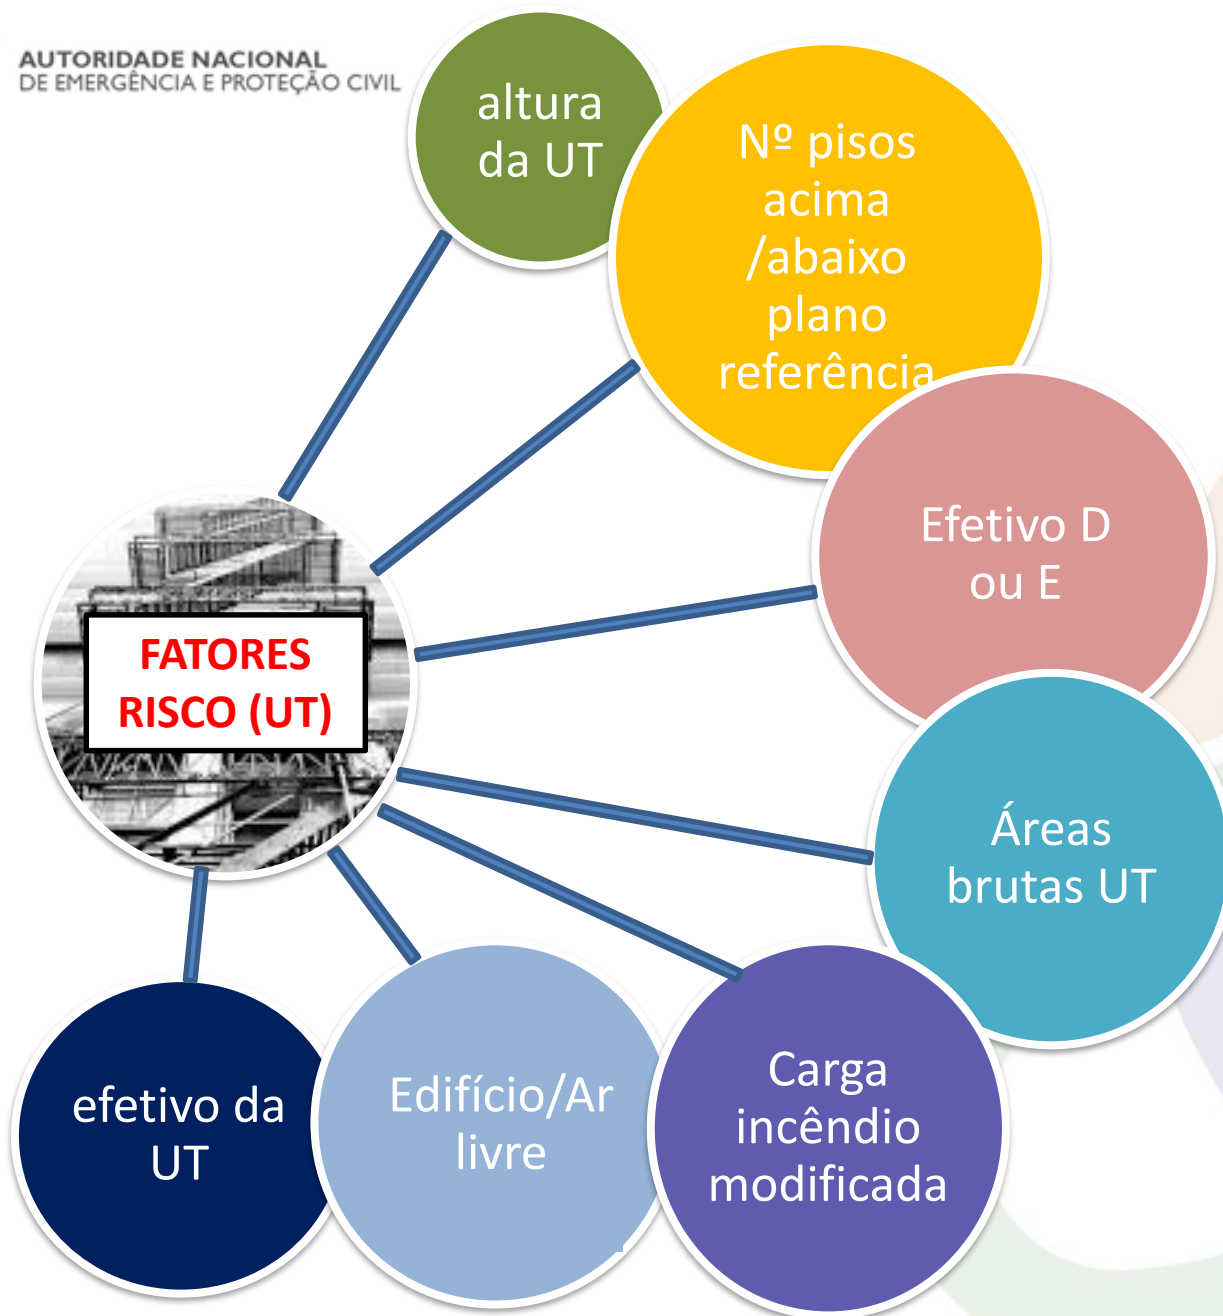 AUTORIDADE NACIONAL
DE EMERGÊNCIA E PROTEÇÃO CIVIL
altura
da UT
Nº pisos
acima
/abaixo
plano
referência
Efetivo D
ou E
FATORES
RISCO (UT)
Áreas
brutas UT
Carga
incêndio
modificada
Edifício/Ar
livre
efetivo da
UT